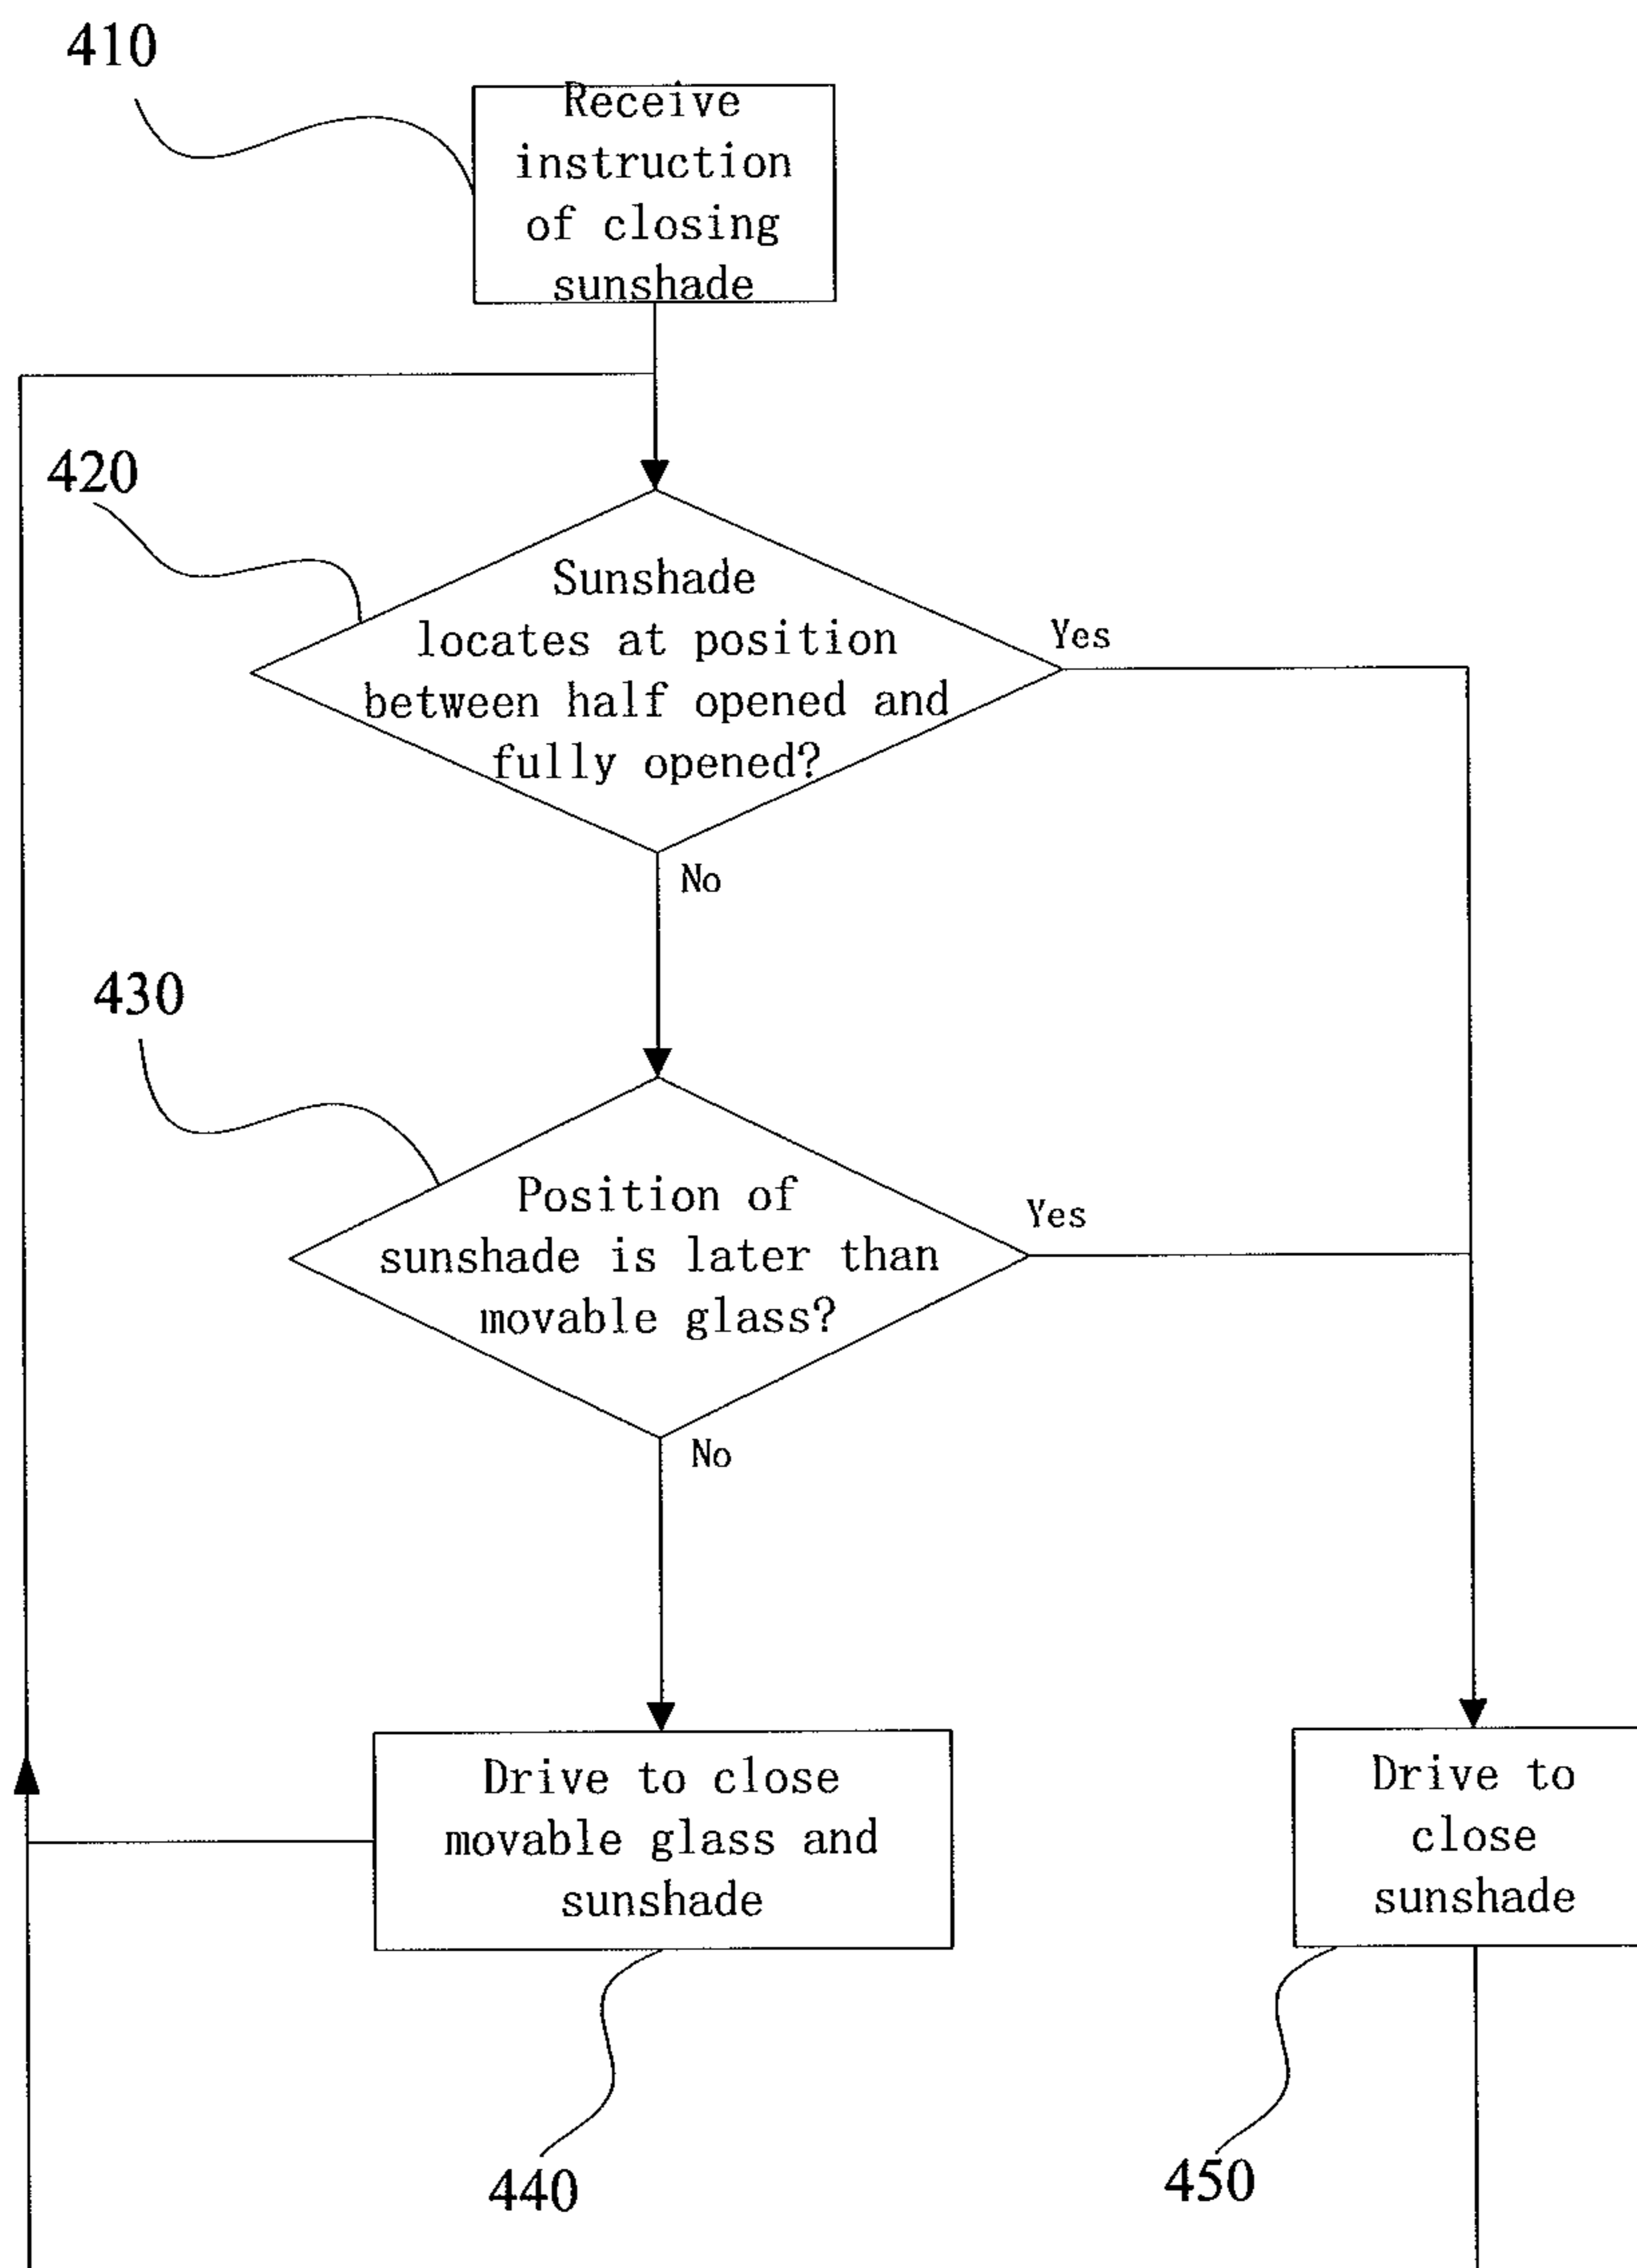 410
Receive
instruction
of closing
sunshade
420
Sunshade
locates at position
between half opened and
fully opened?
Yes
No
430
Position of
sunshade is later than
movable glass?
Yes
No
Drive to close
movable glass and
sunshade
Drive to
close
sunshade
440
450